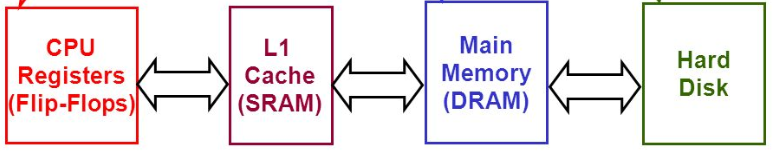 CPU
Registers
(Flip-Flops)
L1
Cache
(SRAM)
Main
Memory
(DRAM)
Hard
Disk